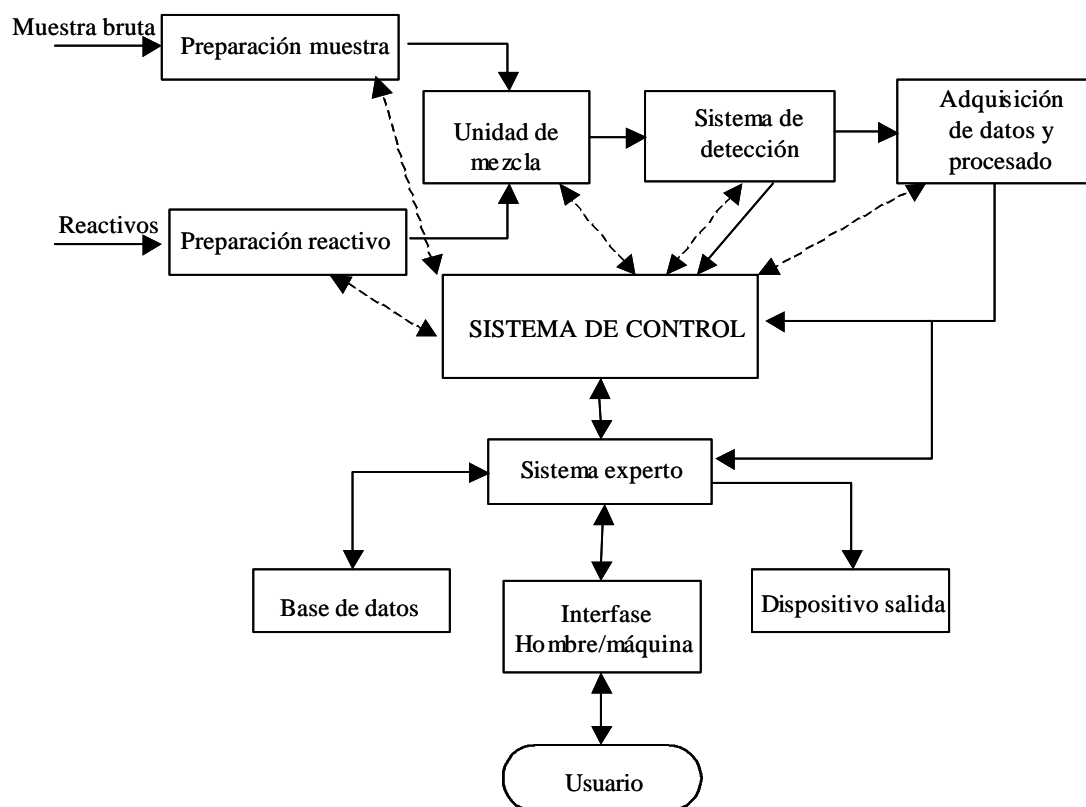 Muestra bruta
Preparación muestra
Unidad de
mezcla
Sistema de
detección
Adquisición
de datos y
procesado
Reactivos
Preparación reactivo
SISTEMA DE CONTROL
Sistema experto
Base de datos
Interfase
Hombre/máquina
Dispositivo salida
Usuario